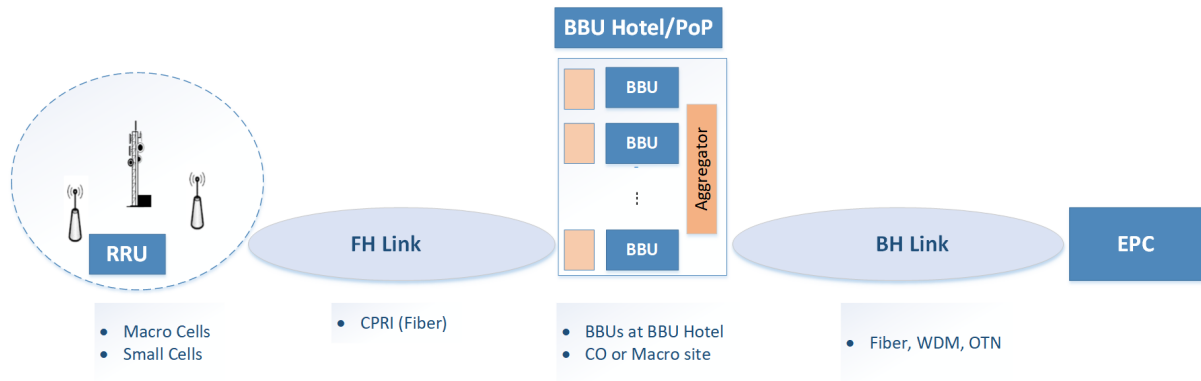 BBU Hotel/PoP
BBU
BBU
⋮
BBU
Aggregator
RRU
FH Link
BH Link
EPC
• Macro Cells
• Small Cells
• CPRI (Fiber)
• BBUs at BBU Hotel
• CO or Macro site
• Fiber, WDM, OTN